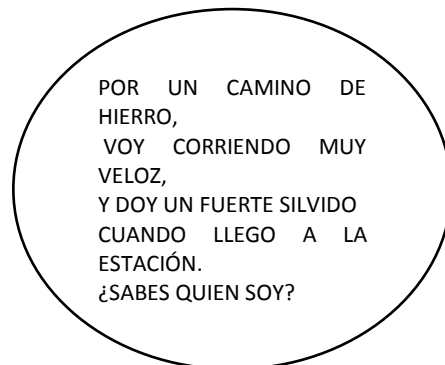 POR UN CAMINO DE
HIERRO,
VOY CORRIENDO MUY
VELOZ,
Y DOY UN FUERTE SILVIDO
CUANDO LLEGO A LA
ESTACIÓN.
¿SABES QUIEN SOY?